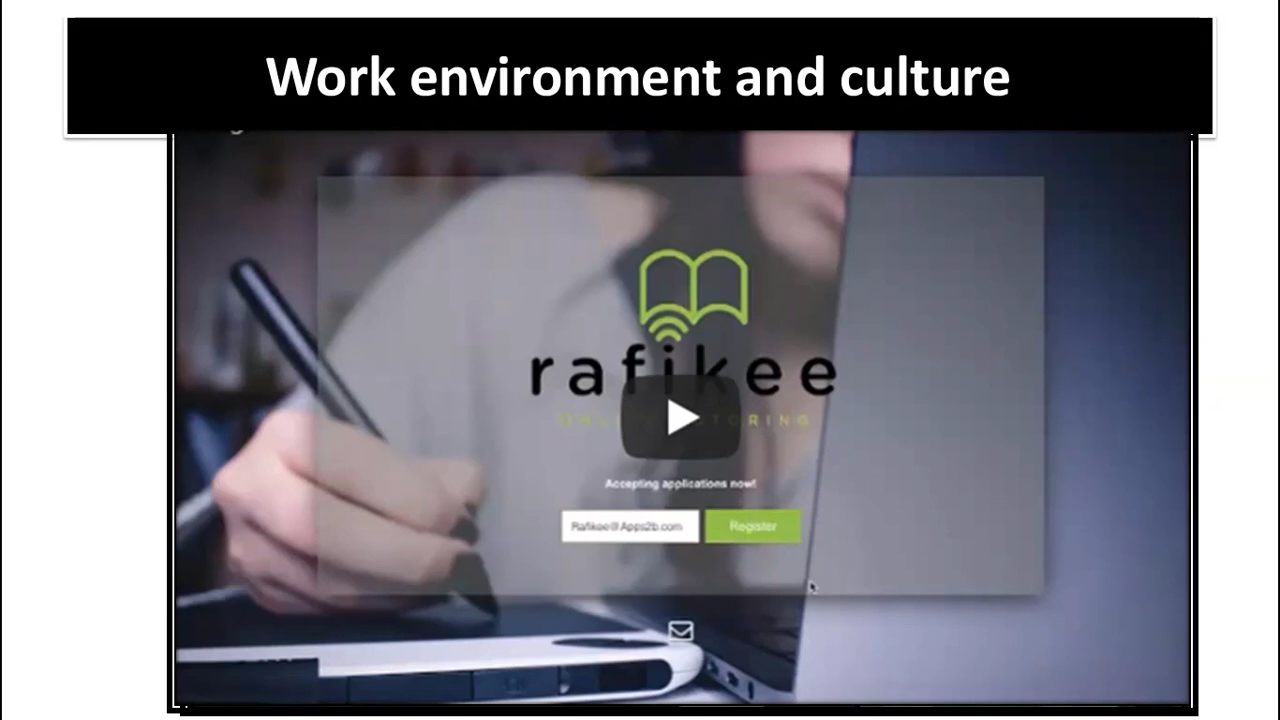 Work environment and culture
rafikee
Accepting applications now!
Rafikee@Apps2b.com
Register